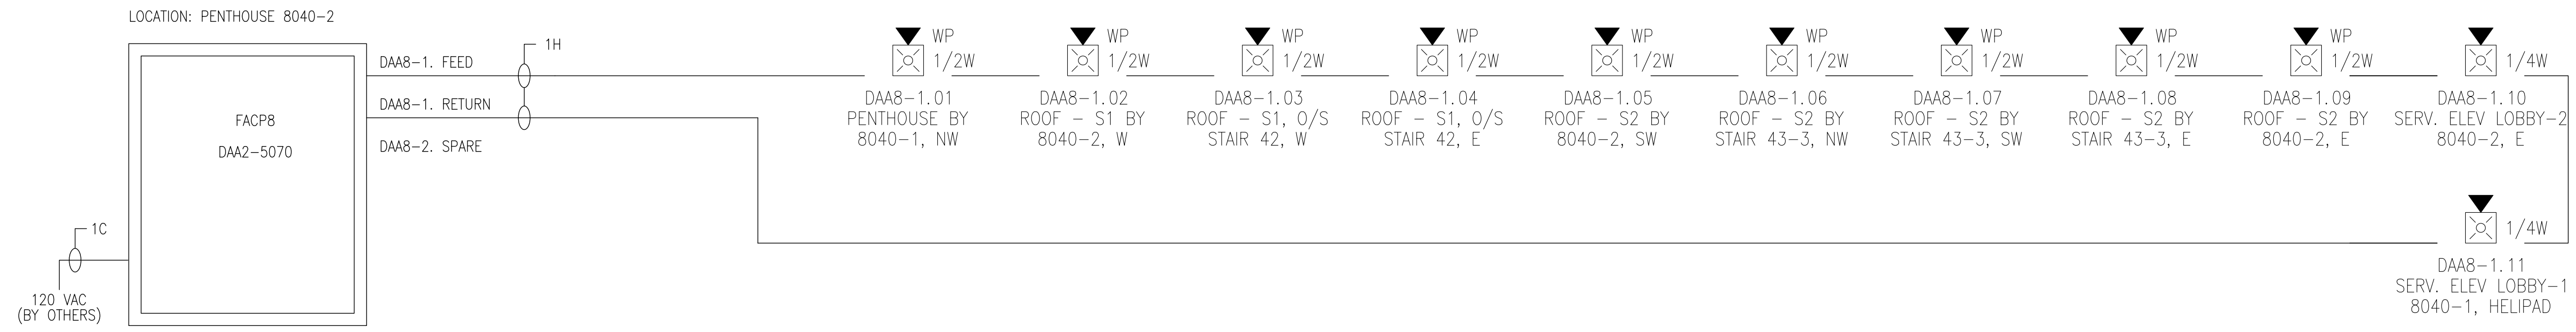 LOCATION: PENTHOUSE 8040-2
FACP8
DAA2-5070
DAA8-1. FEED
DAA8-1. RETURN
DAA8-2. SPARE
1H
1C
120 VAC
(BY OTHERS)
WP
1/2W
DAA8-1.01
PENTHOUSE BY
8040-1, NW
WP
1/2W
DAA8-1.02
ROOF - S1 BY
8040-2, W
WP
1/2W
DAA8-1.03
ROOF - S1, O/S
STAIR 42, W
WP
1/2W
DAA8-1.04
ROOF - S1, O/S
STAIR 42, E
WP
1/2W
DAA8-1.05
ROOF - S2 BY
8040-2, SW
WP
1/2W
DAA8-1.06
ROOF - S2 BY
STAIR 43-3, NW
WP
1/2W
DAA8-1.07
ROOF - S2 BY
STAIR 43-3, SW
WP
1/2W
DAA8-1.08
ROOF - S2 BY
STAIR 43-3, E
WP
1/2W
DAA8-1.09
ROOF - S2 BY
8040-2, E
1/4W
DAA8-1.10
SERV. ELEV LOBBY-2
8040-2, E
1/4W
DAA8-1.11
SERV. ELEV LOBBY-1
8040-1, HELIPAD